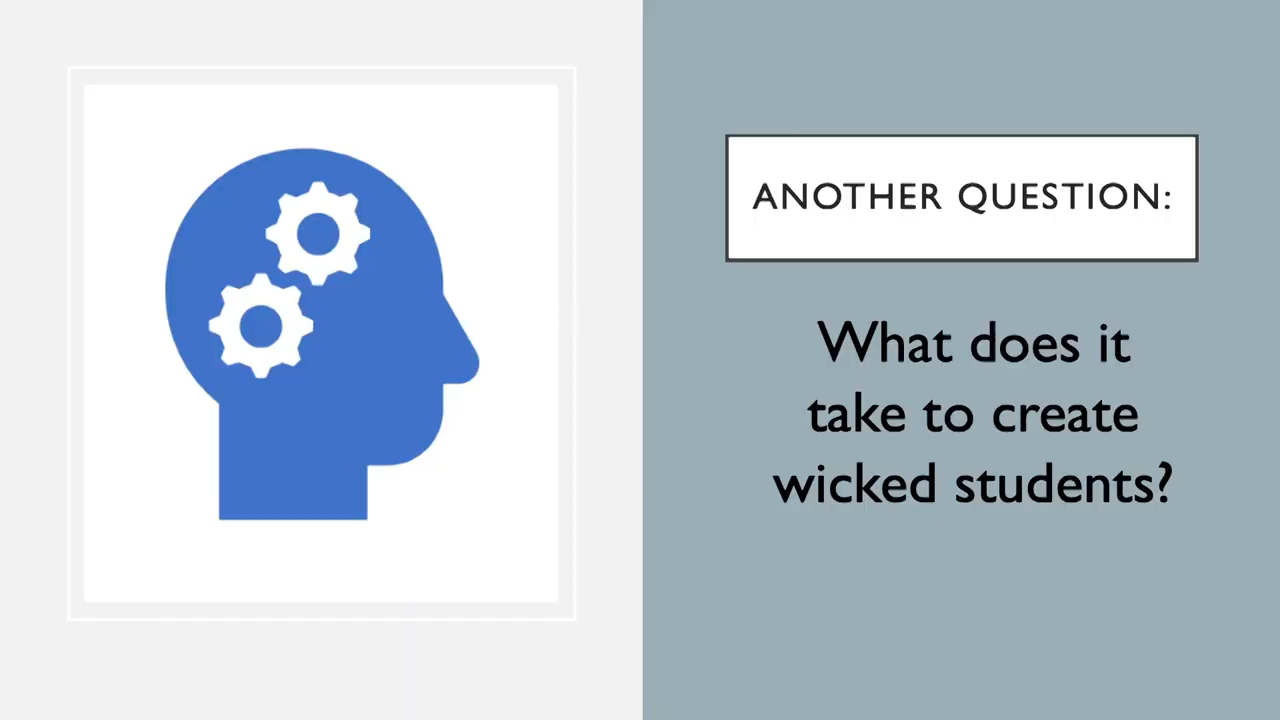 ANOTHER QUESTION:
What does it
take to create
wicked students?